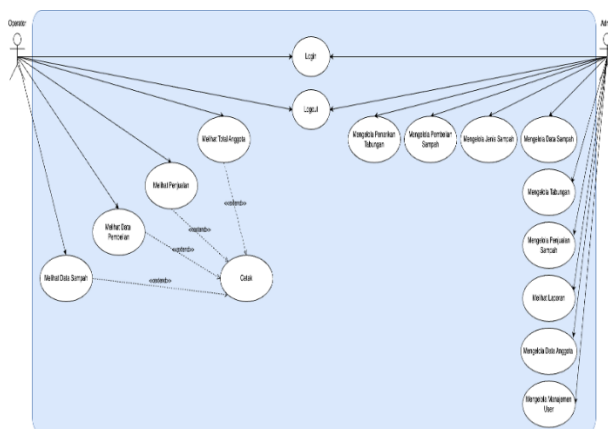 Operator
Admin
Login
Logout
Melihat Total Anggota
Melihat Penjualan
Melihat Data
Pembelian
Melihat Data Sampah
<<extend>>
<<extend>>
<<extend>>
<<extend>>
Cetak
Mengelola Penarikan
Tabungan
Mengelola Pembelian
Sampah
Mengelola Jenis Sampah
Mengelola Data Sampah
Mengelola Tabungan
Mengelola Penjualan
Sampah
Melihat Laporan
Mengelola Data Anggota
Mengelola Manajemen
User